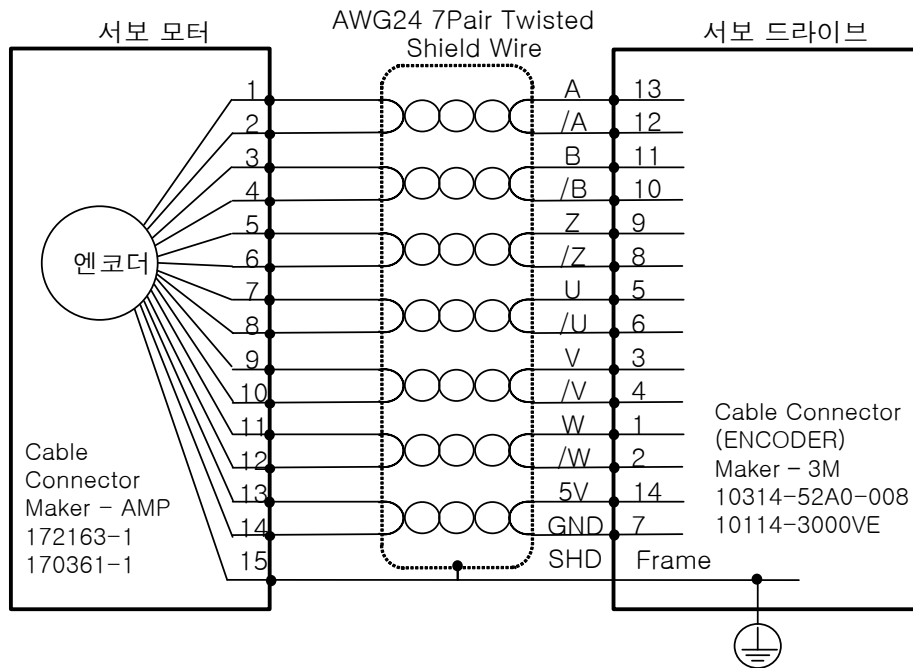 서보 모터
AWG24 7Pair Twisted
Shield Wire
서보 드라이브
엔코더
1
2
3
4
5
6
7
8
9
10
11
12
13
14
15
Cable
Connector
Maker - AMP
172163-1
170361-1
A 13
/A 12
B 11
/B 10
Z 9
/Z 8
U 5
/U 6
V 3
/V 4
W 1
/W 2
5V 14
GND 7
SHD Frame
Cable Connector
(ENCODER)
Maker - 3M
10314-52A0-008
10114-3000VE